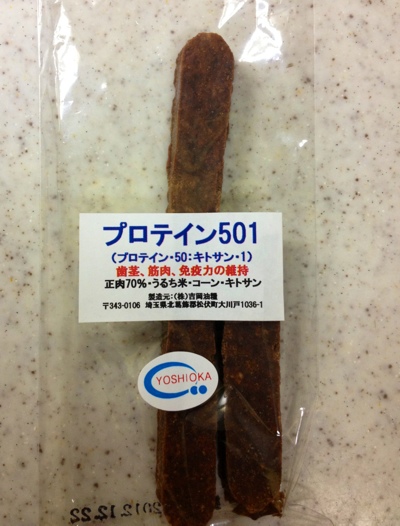 プロテイン501
(プロテイン・50:キトサン・1)
歯茎、筋肉、免疫力の維持
正肉70%・うるち米・コーン・キトサン
製造元:(株)吉岡油糧
〒343-0106 埼玉県北葛飾郡松伏町大川戸1036-1
YOSHIOKA
2012.12.22